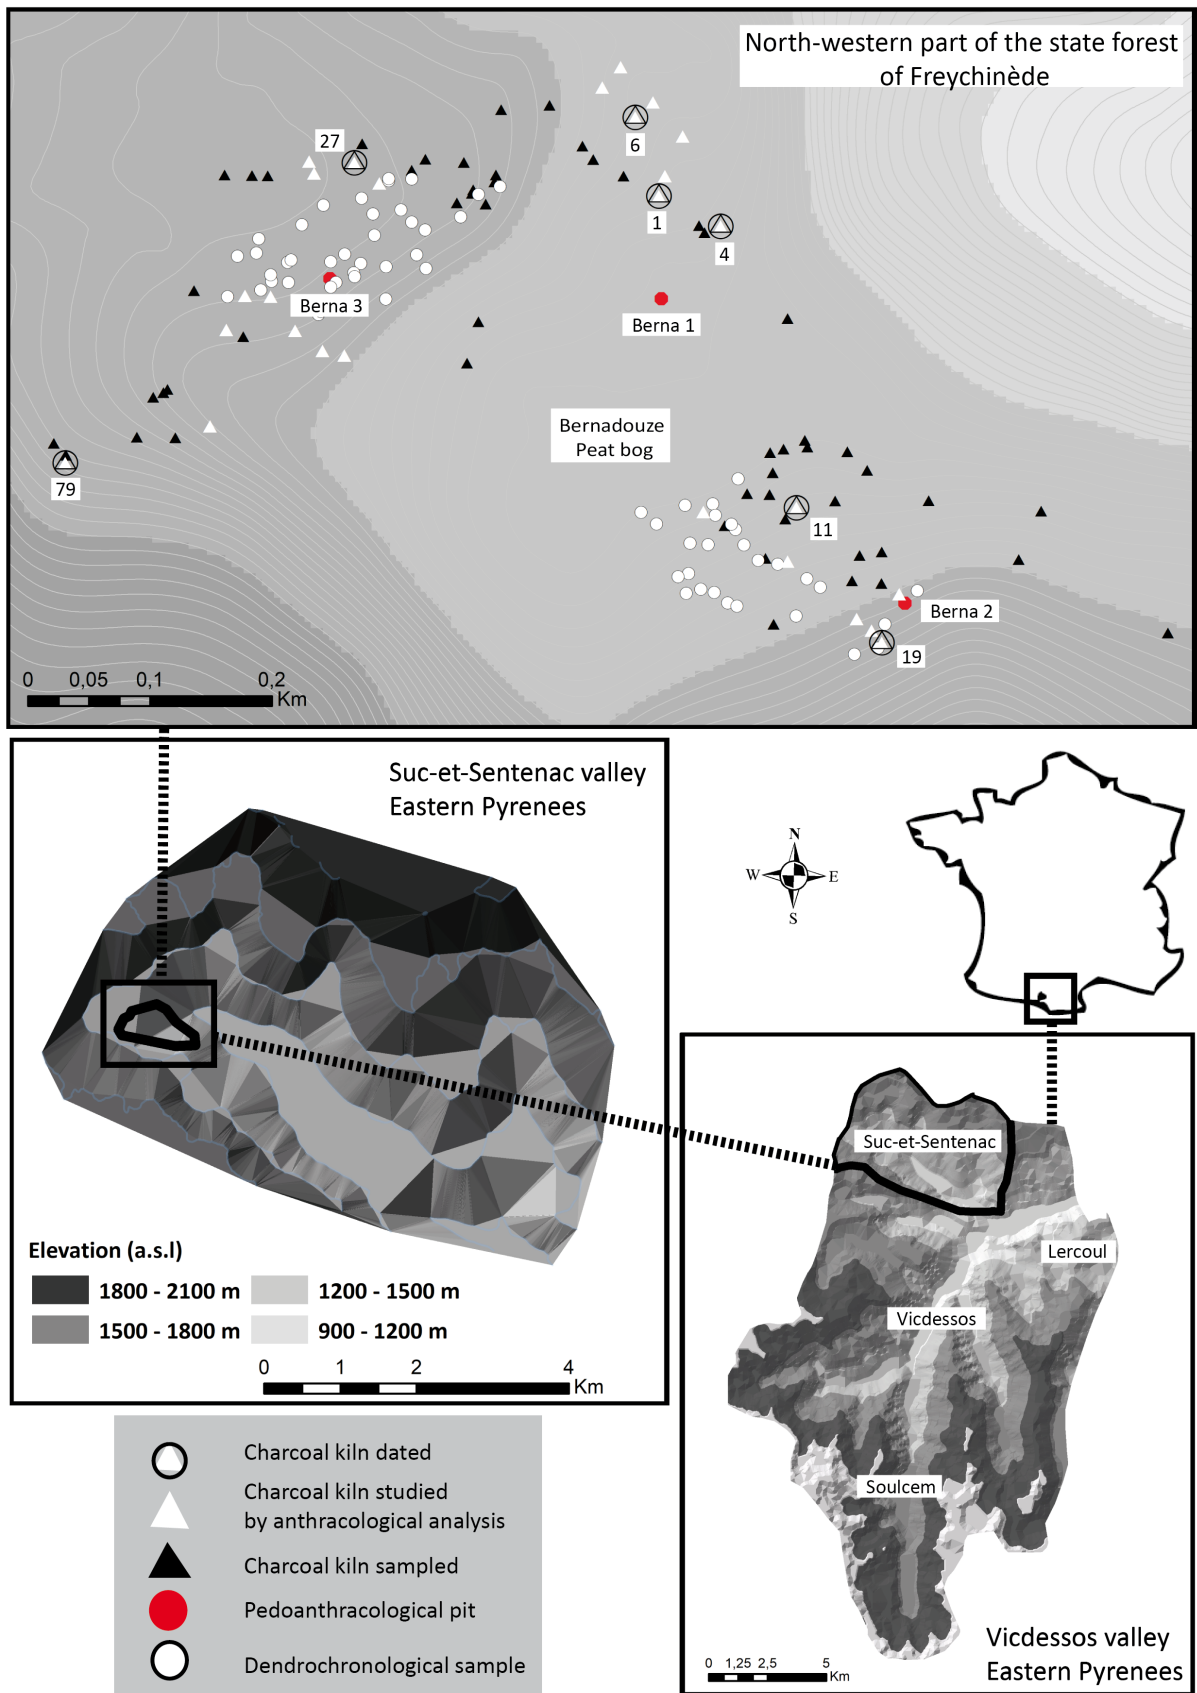 North-western part of the state forest
of Freychinède
27
6
1
4
Berna 3
Berna 1
Bernadouze
Peat bog
79
11
Berna 2
19
0 0,05 0,1 0,2
Km
Suc-et-Sentenac valley
Eastern Pyrenees
N
W E
S
Elevation (a.s.l)
1800 - 2100 m 1200 - 1500 m
1500 - 1800 m 900 - 1200 m
0 1 2 4
Km
Suc-et-Sentenac
Lercoul
Vicdessos
Soulcem
Vicdessos valley
Eastern Pyrenees
0 1,25 2,5 5
Km
Charcoal kiln dated
Charcoal kiln studied
by anthracological analysis
Charcoal kiln sampled
Pedoanthracological pit
Dendrochronological sample